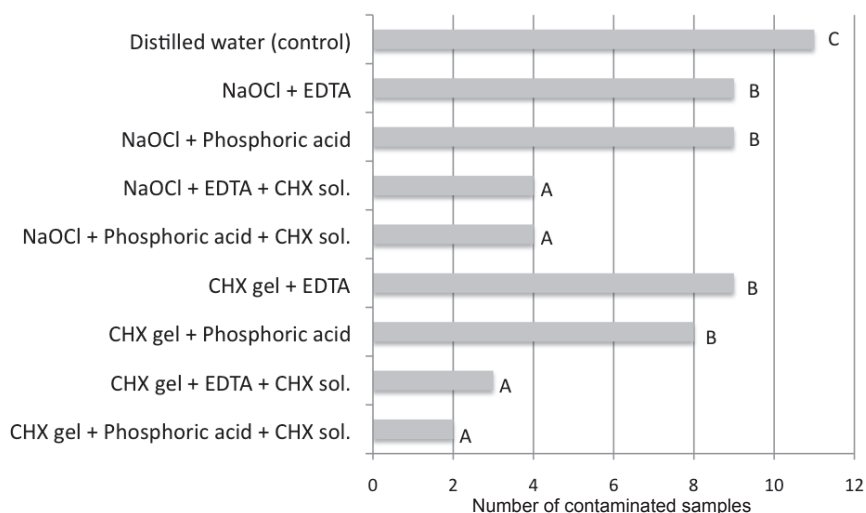 Distilled water (control) C
NaOCl + EDTA B
NaOCl + Phosphoric acid B
NaOCl + EDTA + CHX sol. A
NaOCl + Phosphoric acid + CHX sol. A
CHX gel + EDTA B
CHX gel + Phosphoric acid B
CHX gel + EDTA + CHX sol. A
CHX gel + Phosphoric acid + CHX sol. A
0 2 4 6 8 10 12
Number of contaminated samples